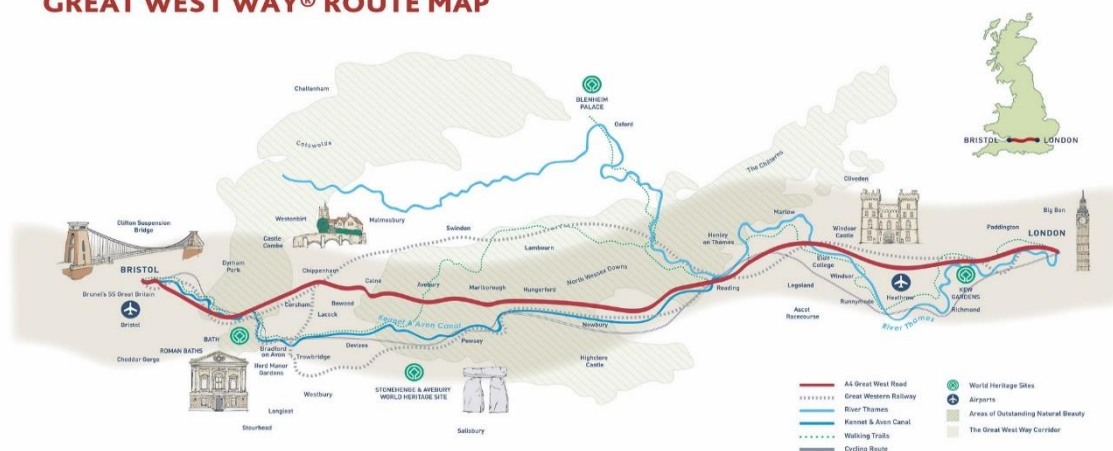 GREAT WEST WAY® ROUTE MAP
Cheltenham
Cotswolds
BLENHEIM
PALACE
Oxford
The Chilterns
BRISTOL
LONDON
Cliveden
Westonbirt
Malmesbury
Castle
Combe
Clifton Suspension
Bridge
Swindon
Lambourn
Marlow
Henley
on Thames
Windsor
Castle
Paddington
Big Ben
LONDON
BRISTOL
Dyrham
Park
Chippenham
Calne
Avebury
Marlborough
Hungerford
North Wessex Downs
Reading
Eton
College
Windsor
Legoland
Heathrow
KEW
GARDENS
Richmond
Runnymede
River Thames
Ascot
Racecourse
Brunel's SS Great Britain
Bristol
Corsham
Bowood
Lacock
Kennet & Avon Canal
Newbury
Pewsey
Devizes
BATH
ROMAN BATHS
Bradford
on Avon
Trowbridge
Iford Manor
Gardens
Cheddar Gorge
Westbury
Longleat
Stourhead
STONEHENGE & AVEBURY
WORLD HERITAGE SITE
Salisbury
Highclere
Castle
A4 Great West Road
Great Western Railway
River Thames
Kennet & Avon Canal
Walking Trails
Cycling Route
World Heritage Sites
Airports
Areas of Outstanding Natural Beauty
The Great West Way Corridor